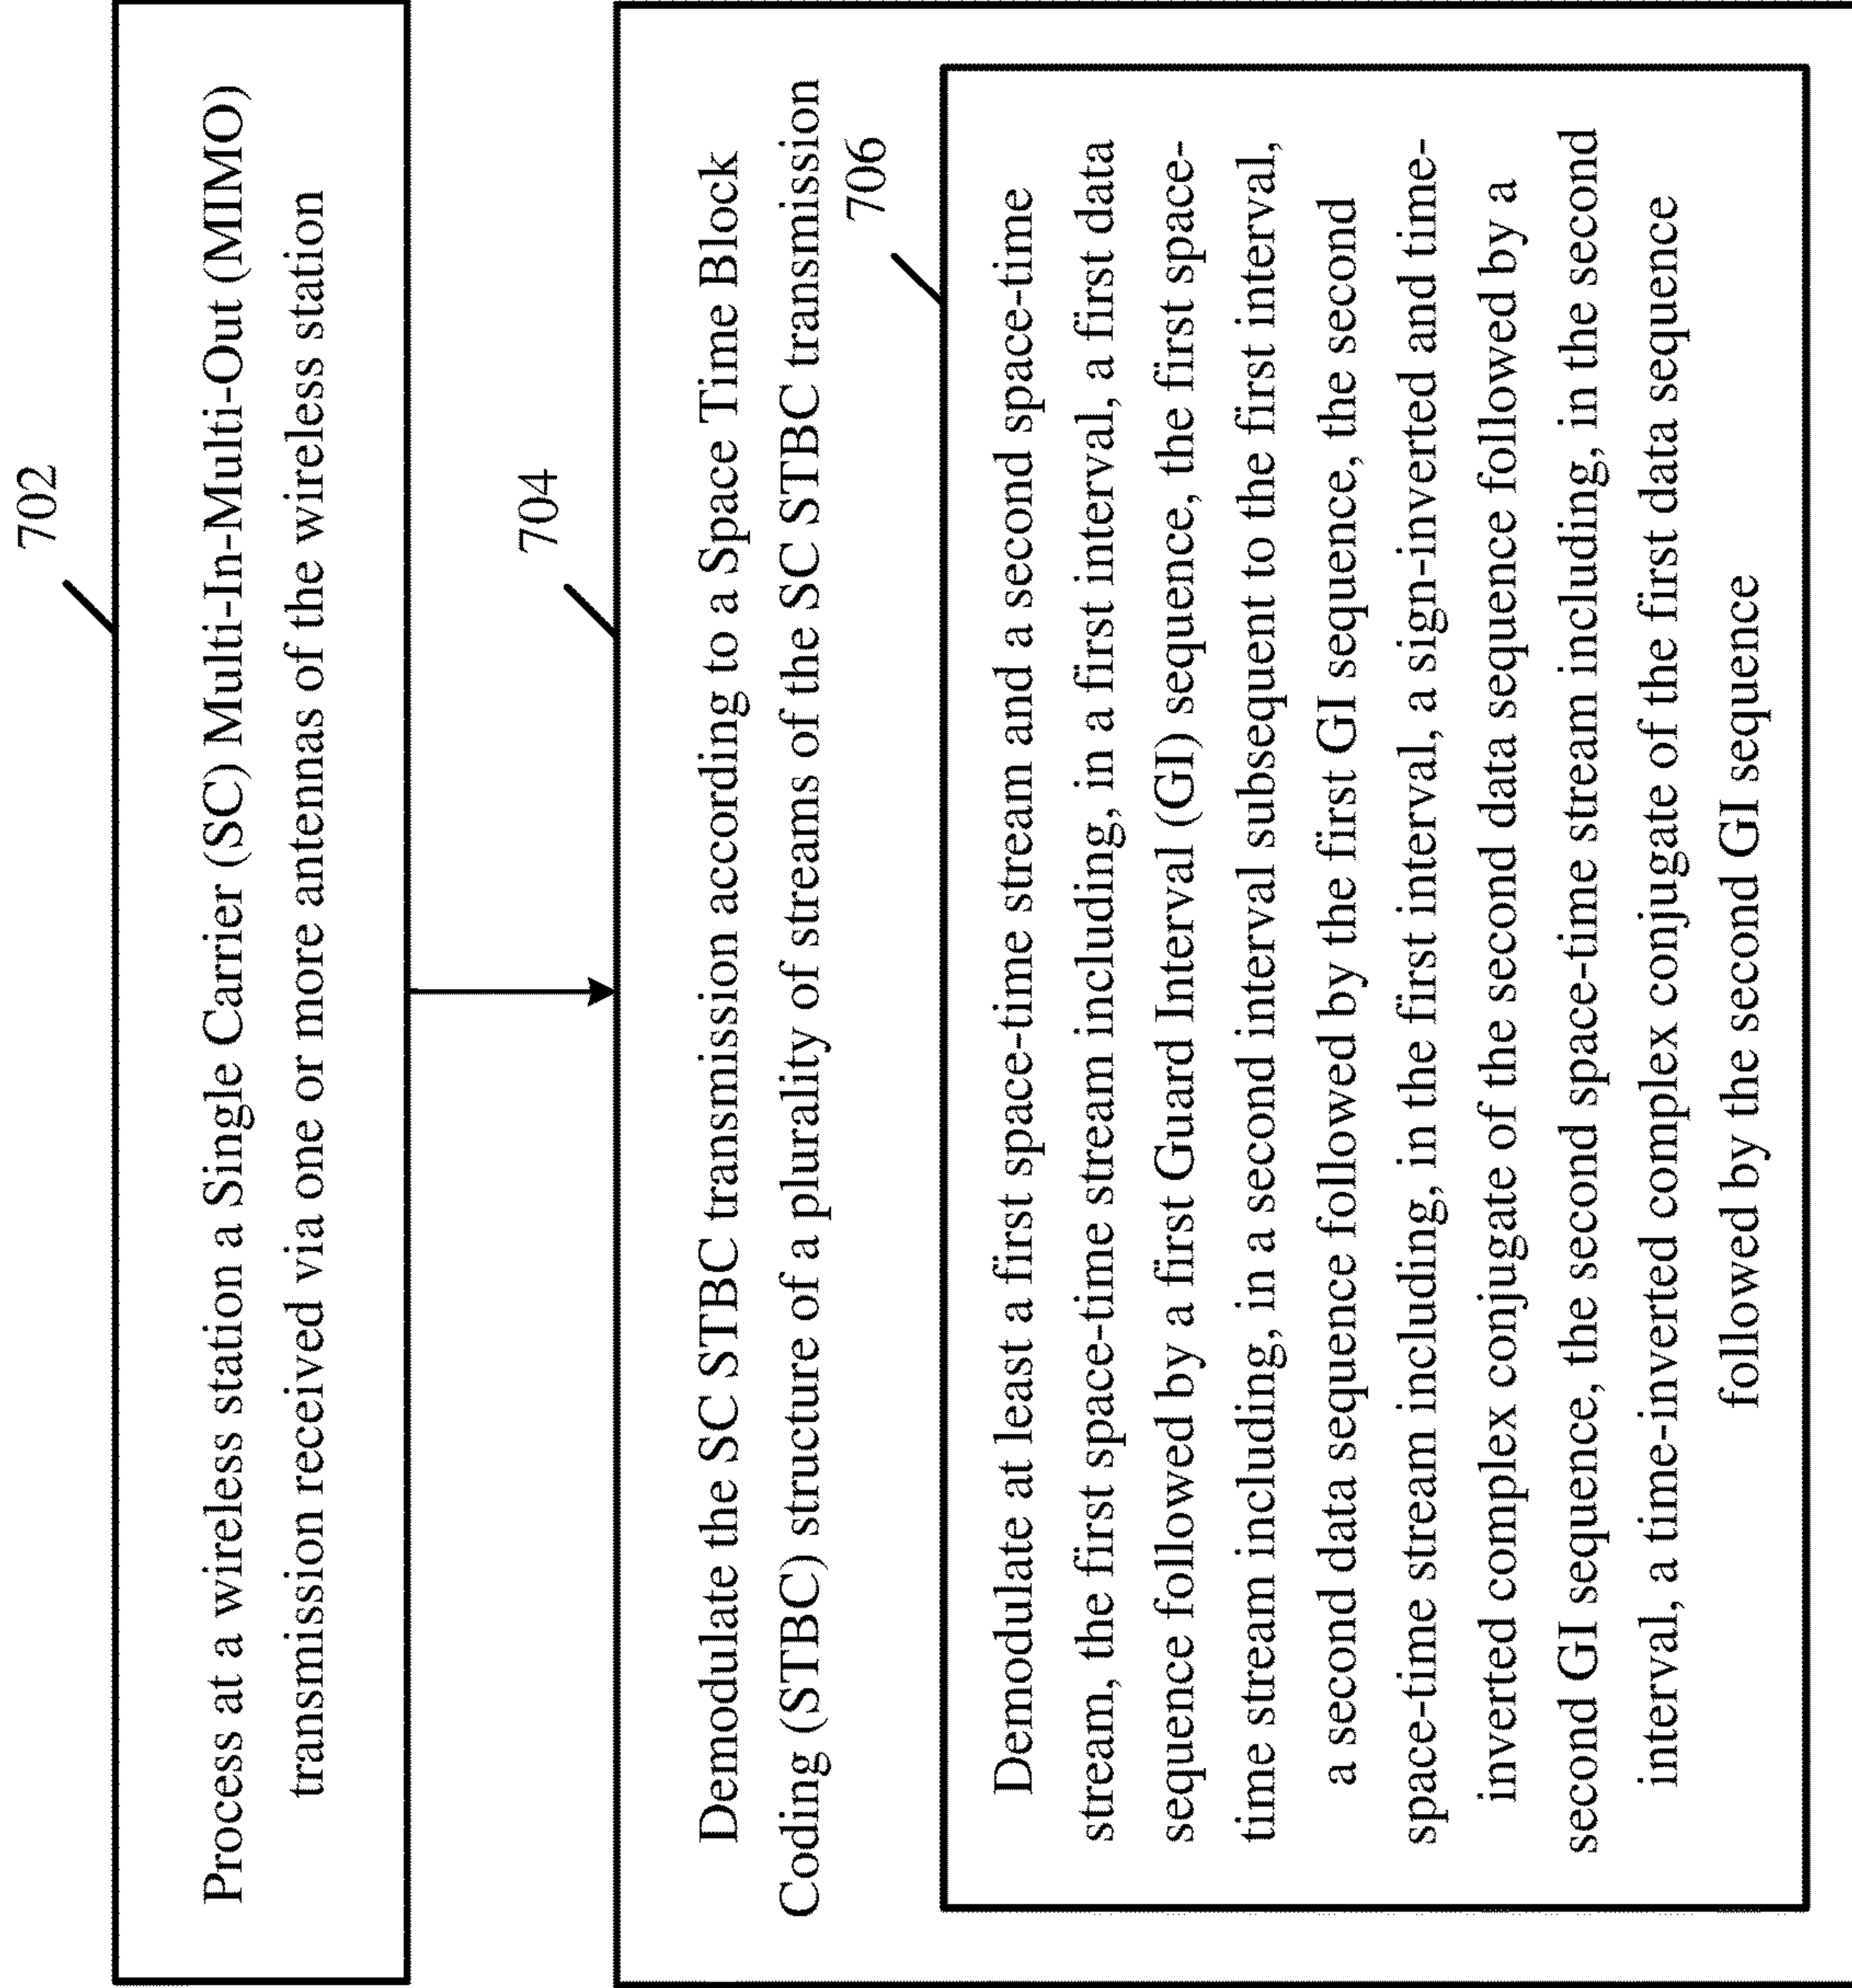 702
Process at a wireless station a Single Carrier (SC) Multi-In-Multi-Out (MIMO)
transmission received via one or more antennas of the wireless station
704
Demodulate the SC STBC transmission according to a Space Time Block
Coding (STBC) structure of a plurality of streams of the SC STBC transmission
706
Demodulate at least a first space-time stream and a second space-time
stream, the first space-time stream including, in a first interval, a first data
sequence followed by a first Guard Interval (GI) sequence, the first space-
time stream including, in a second interval subsequent to the first interval,
a second data sequence followed by the first GI sequence, the second
space-time stream including, in the first interval, a sign-inverted and time-
inverted complex conjugate of the second data sequence followed by a
second GI sequence, the second space-time stream including, in the second
interval, a time-inverted complex conjugate of the first data sequence
followed by the second GI sequence